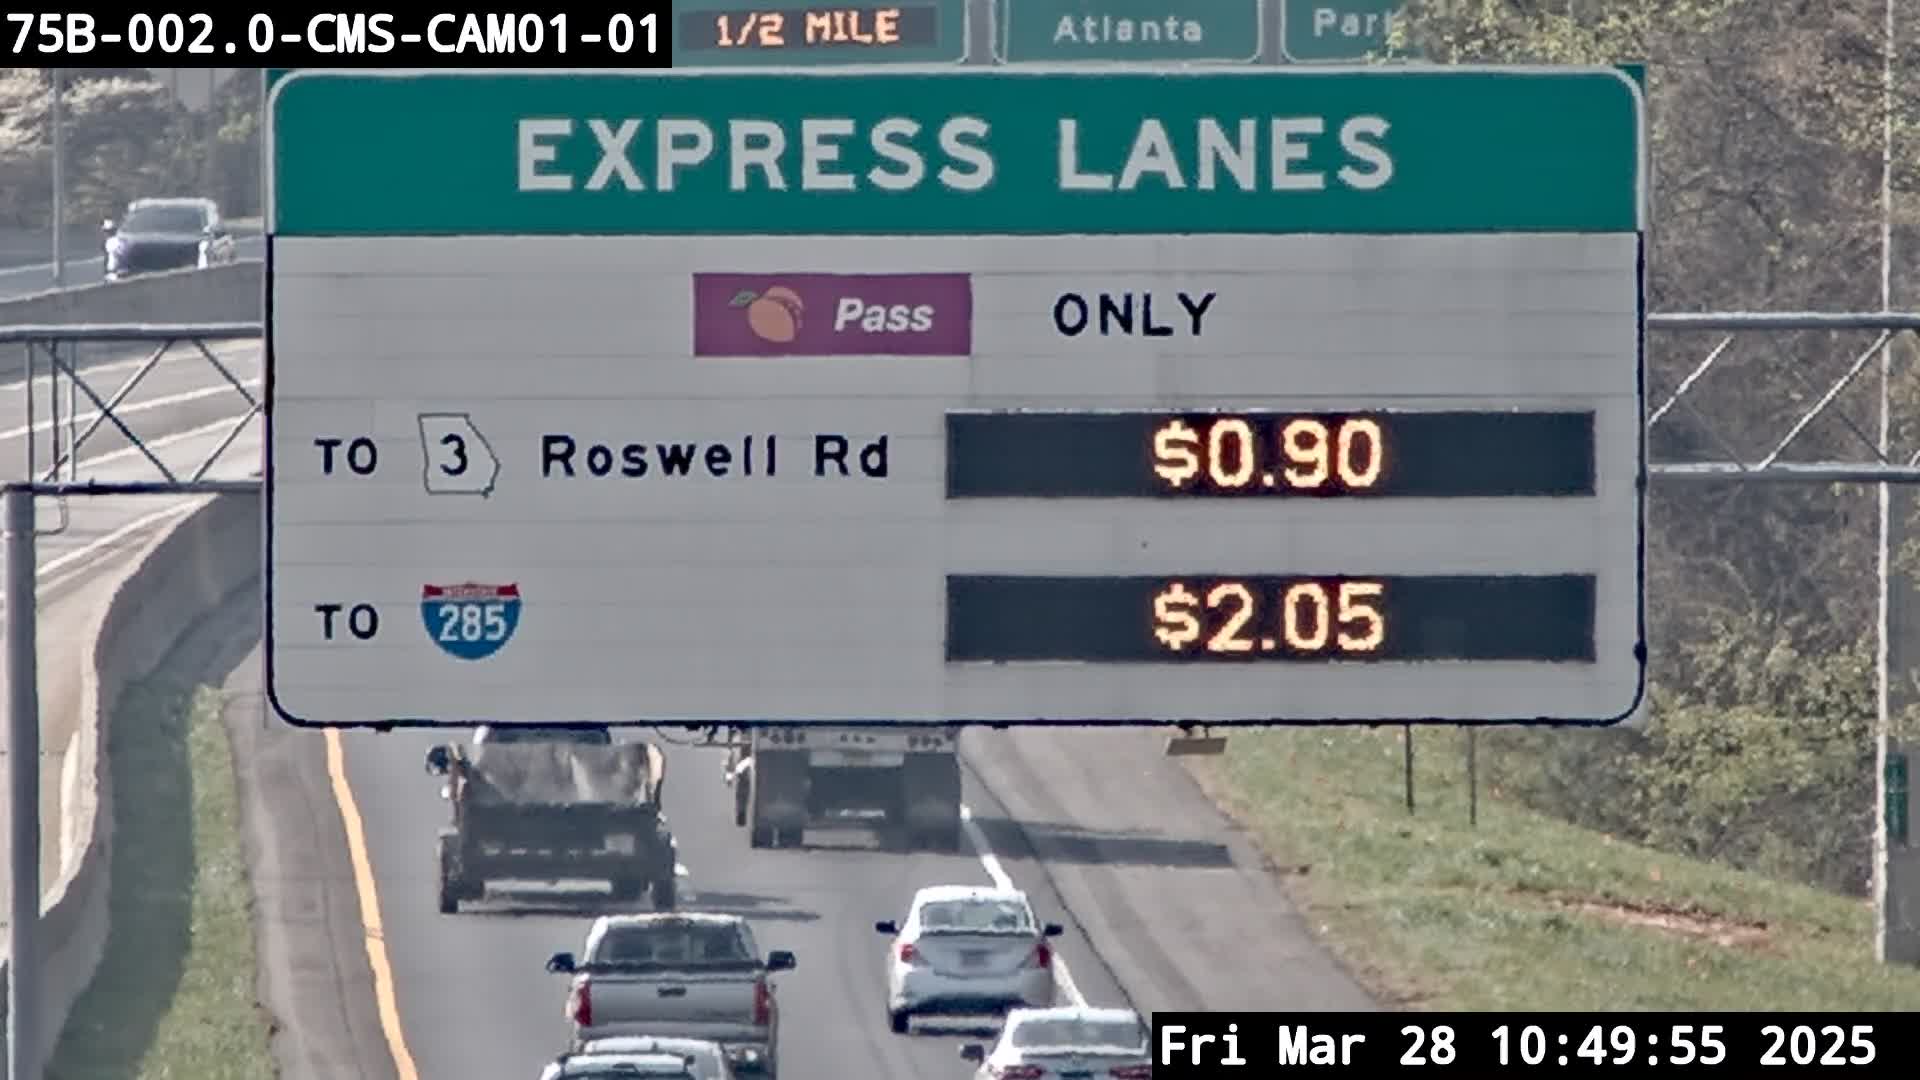 75B-002.0-CMS-CAM01-01
1/2 MILE
Atlanta
EXPRESS LANES
Pass ONLY
TO 3 Roswell Rd $0.90
TO 285 $2.05
Fri Mar 28 10:49:55 2025